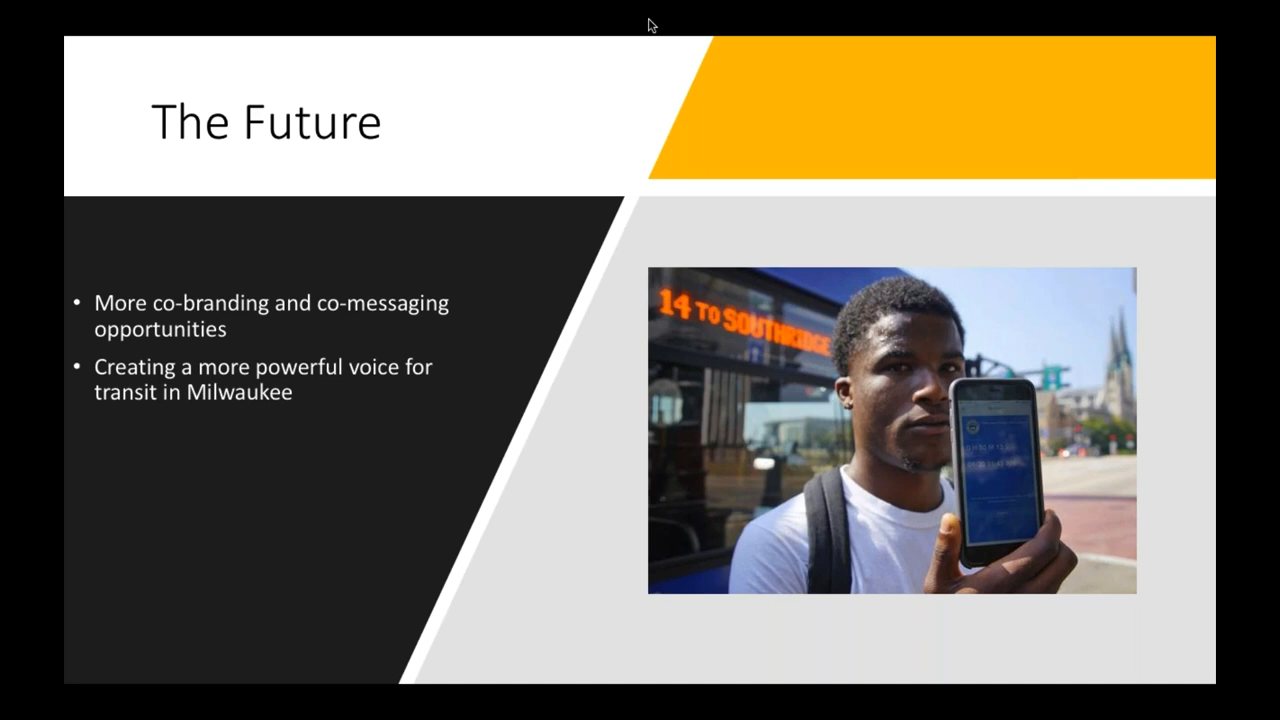 The Future
• More co-branding and co-messaging
opportunities
• Creating a more powerful voice for
transit in Milwaukee
14 TO SOUTHRIDGE